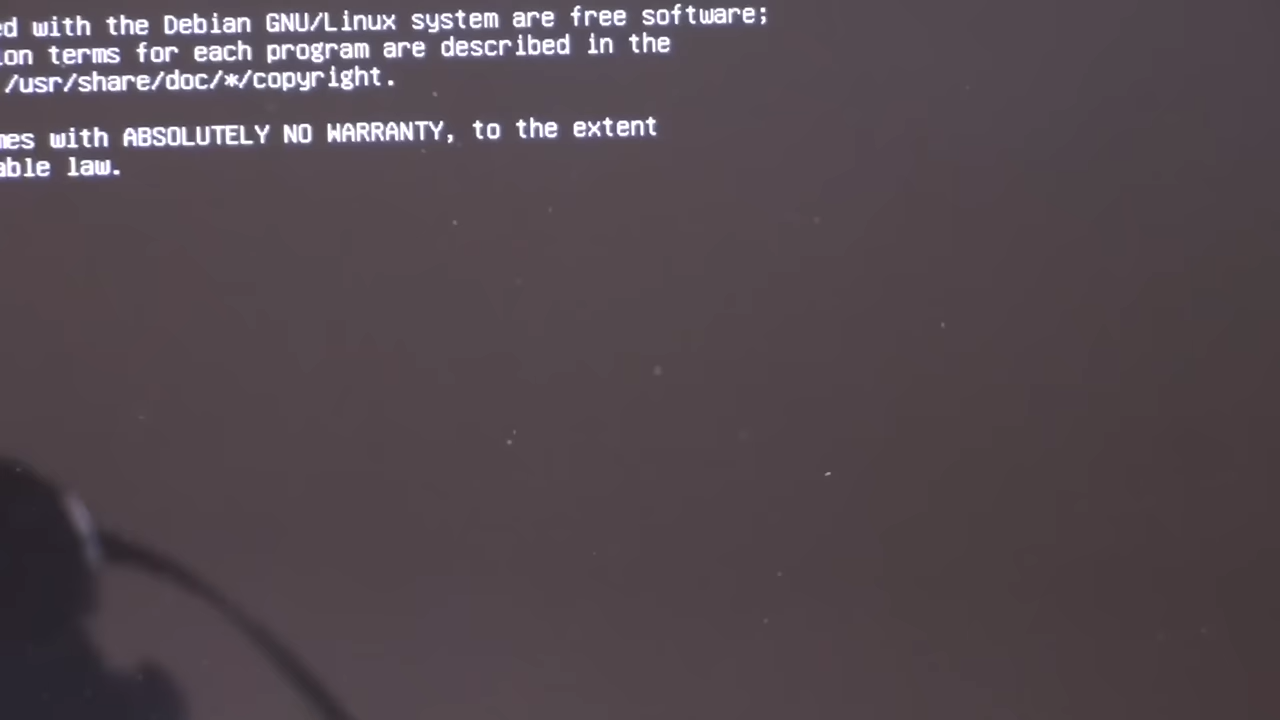 ed with the Debian GNU/Linux system are free software;
ion terms for each program are described in the
/usr/share/doc/*/copyright.
mes with ABSOLUTELY NO WARRANTY, to the extent
able law.